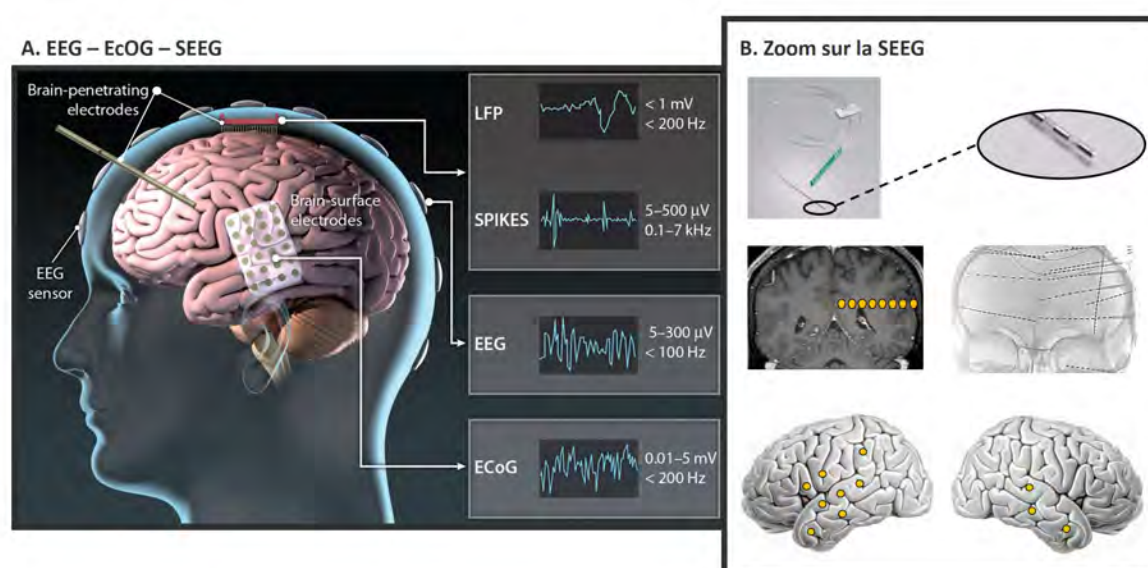 A. EEG – EcOG – SEEG
Brain-penetrating
electrodes
Brain-surface
electrodes
EEG
sensor
LFP
< 1 mV
< 200 Hz
SPIKES
5–500 µV
0.1–7 kHz
EEG
5–300 µV
< 100 Hz
ECoG
0.01–5 mV
< 200 Hz
B. Zoom sur la SEEG